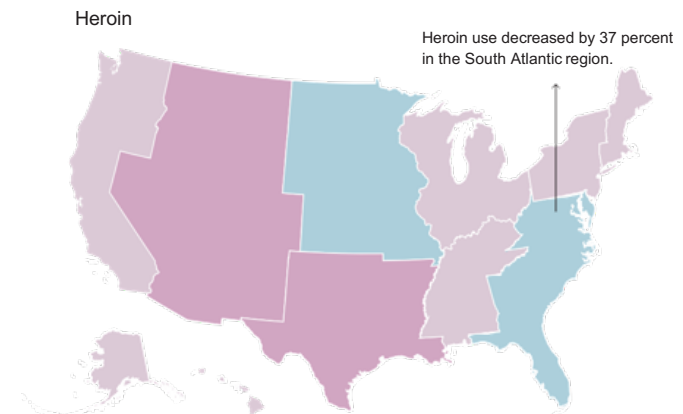 Heroin
Heroin use decreased by 37 percent
in the South Atlantic region.